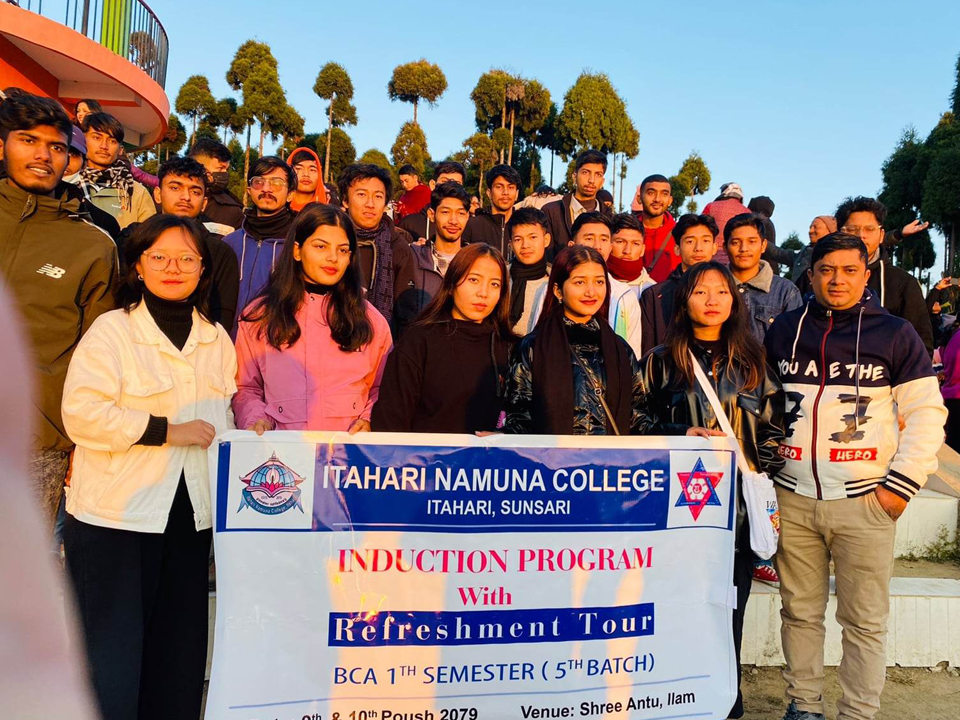 ITAHARI NAMUNA COLLEGE
ITAHARI, SUNSARI
INDUCTION PROGRAM
With
Refreshment Tour
BCA 1TH SEMESTER ( 5TH BATCH)
& 10th Poush 2079
Venue: Shree Antu, Ilam
YOU A E THE
HERO
HERO